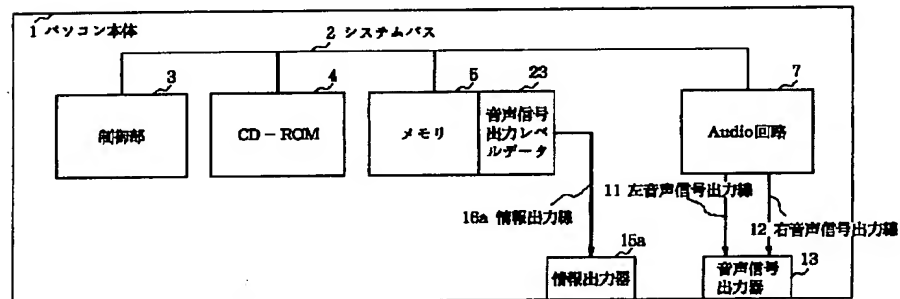 1 パソコン本体
2 システムバス
3
4
5
23
7
制御部
CD-ROM
メモリ
音声信号
出力レベ
ルデータ
Audio回路
11 左音声信号出力線
16a 情報出力線
12 右音声信号出力線
15a
情報出力器
音声信号
出力器
13